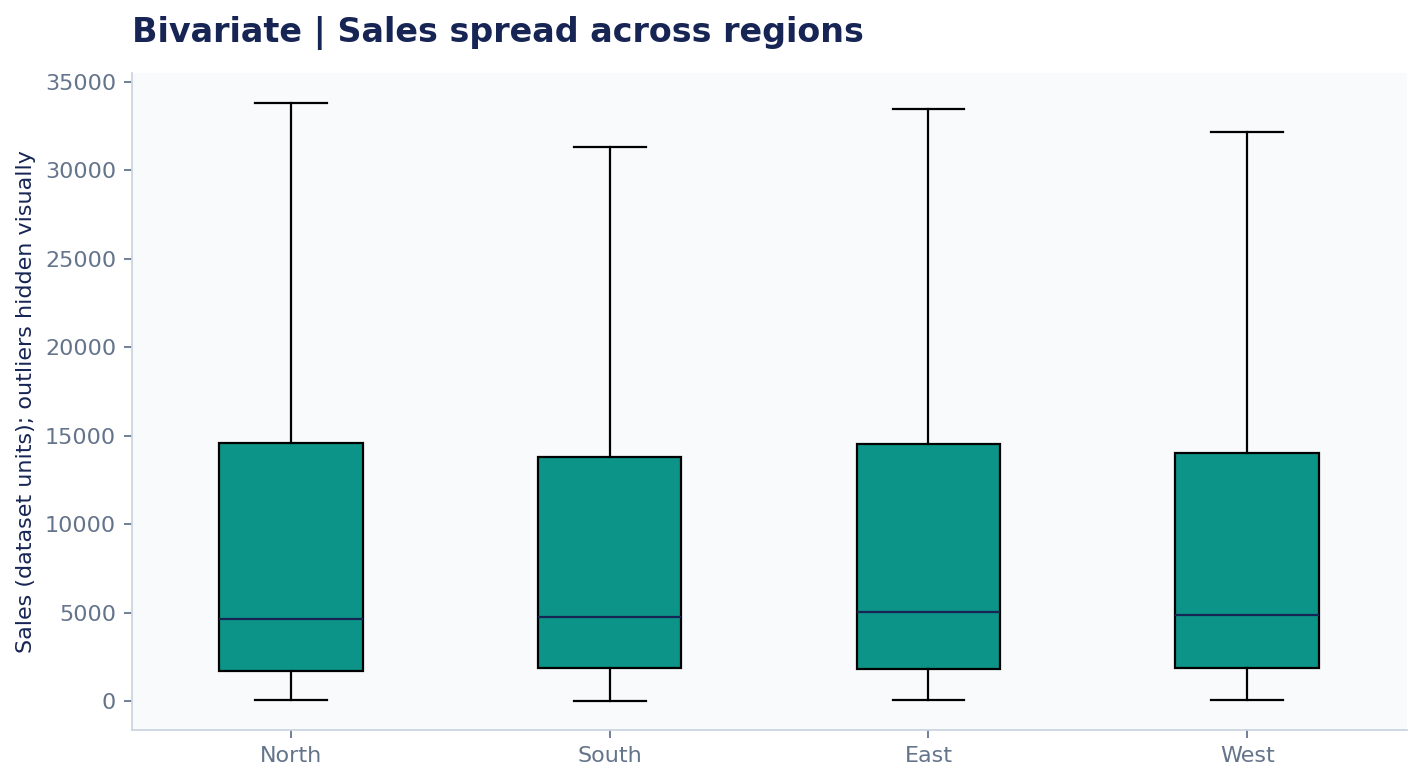 Bivariate | Sales spread across regions
Sales (dataset units); outliers hidden visually
35000
30000
25000
20000
15000
10000
5000
0
North
South
East
West